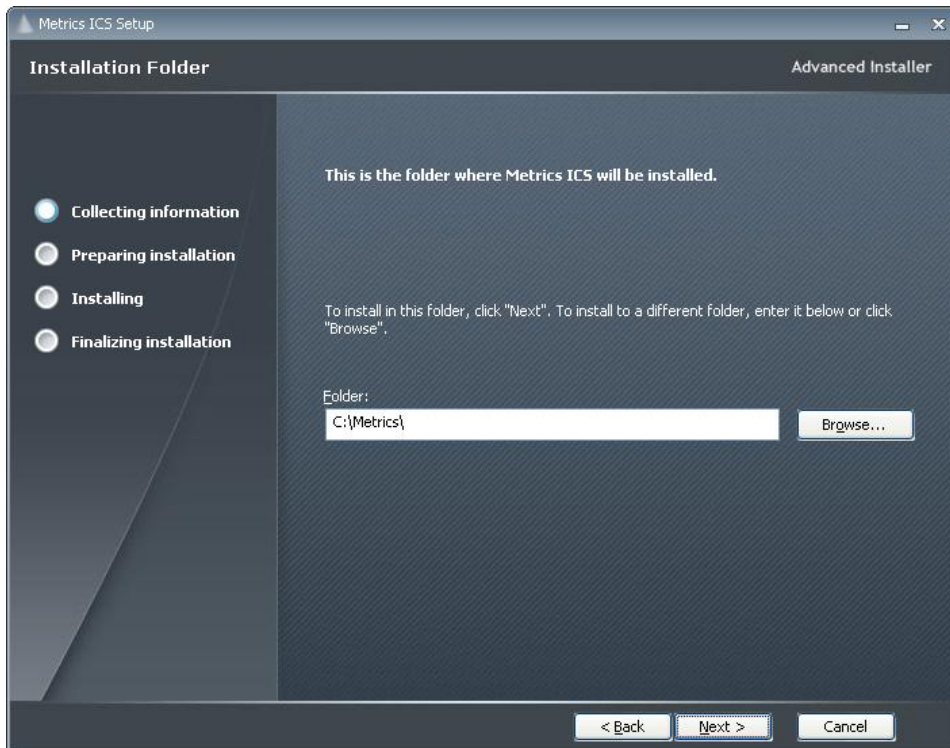 Metrics ICS Setup
Installation Folder
Advanced Installer
This is the folder where Metrics ICS will be installed.
Collecting information
Preparing installation
Installing
Finalizing installation
To install in this folder, click "Next". To install to a different folder, enter it below or click
"Browse".
Folder:
C:\Metrics\
Browse...
< Back
Next >
Cancel